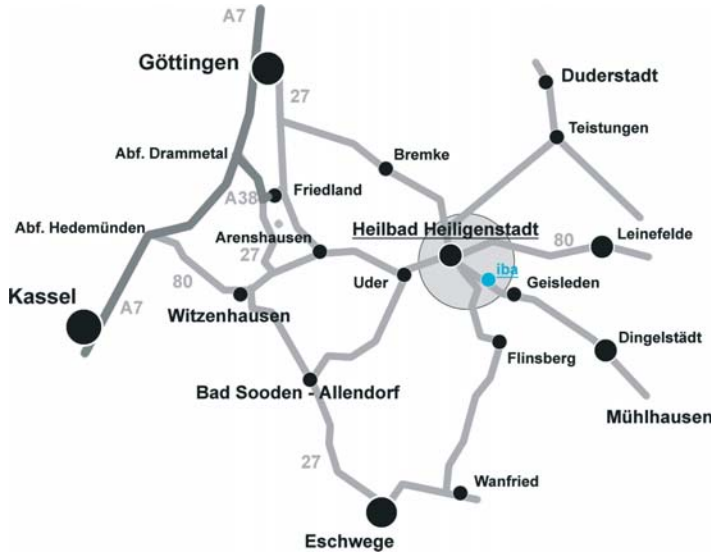 A7
Göttingen
27
Duderstadt
Teistungen
Abf. Drammetal
Bremke
A38
Friedland
Abf. Hedemünden
Arenshausen
Heilbad Heiligenstadt
80
Leinefelde
27
80
Uder
iba
Geisleden
Kassel
A7
Witzenhausen
Dingelstädt
Flinsberg
Bad Sooden - Allendorf
Mühlhausen
27
Wanfried
Eschwege